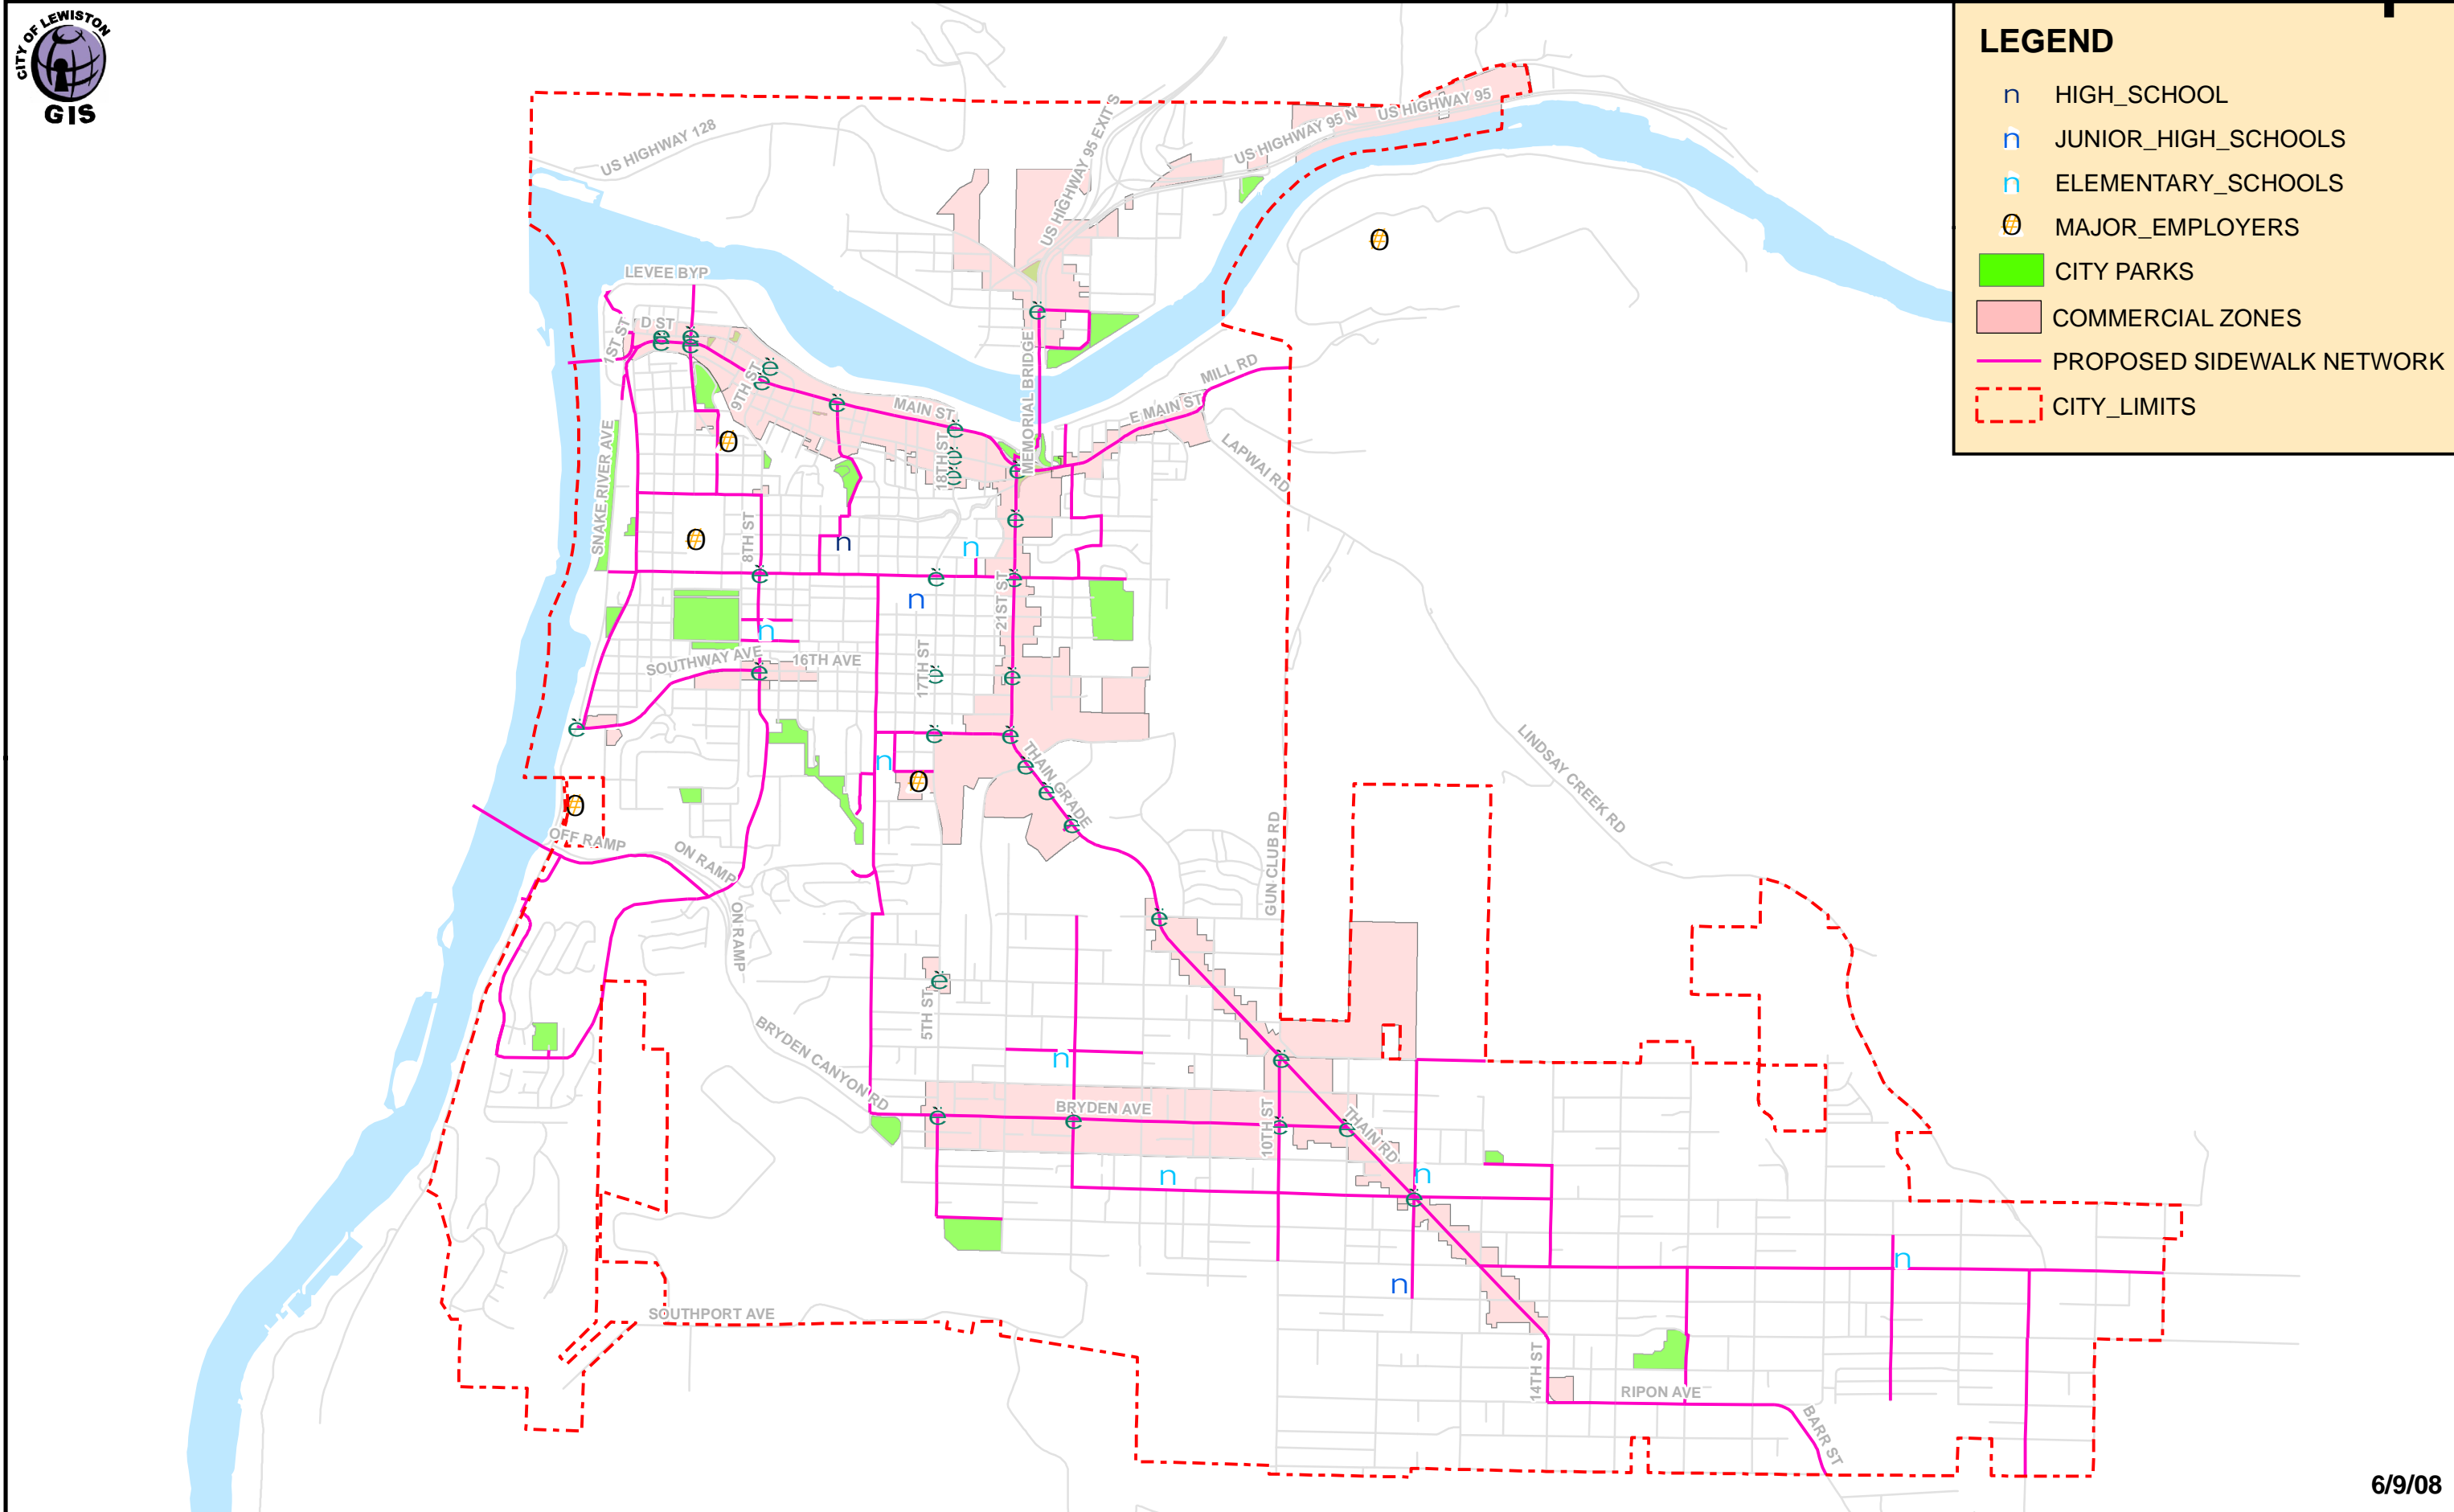 CITY OF LEWISTON
GIS
LEGEND
n HIGH_SCHOOL
n JUNIOR_HIGH_SCHOOLS
n ELEMENTARY_SCHOOLS
MAJOR_EMPLOYERS
CITY PARKS
COMMERCIAL ZONES
PROPOSED SIDEWALK NETWORK
CITY_LIMITS
US HIGHWAY 128
US HIGHWAY 95 EXIT S
US HIGHWAY 95 N
US HIGHWAY 95
LEVEE BYP
D ST
1ST ST
9TH ST
MAIN ST
MEMORIAL BRIDGE
MILL RD
E MAIN ST
LAPWAI RD
18TH ST
SNAKE RIVER AVE
8TH ST
21ST ST
17TH ST
SOUTHWAY AVE
16TH AVE
THAIN GRADE
LINDSAY CREEK RD
GUN CLUB RD
OFF RAMP
ON RAMP
ON RAMP
5TH ST
BRYDEN CANYON RD
BRYDEN AVE
10TH ST
THAIN RD
SOUTHPORT AVE
14TH ST
RIPON AVE
BARR ST
6/9/08